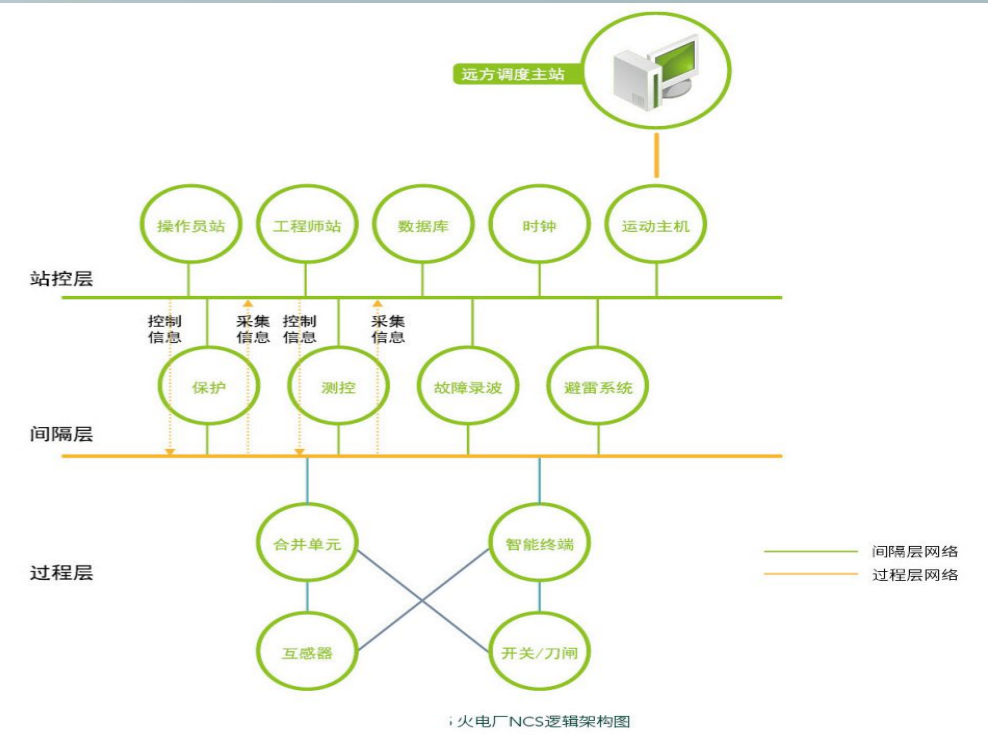 远方调度主站
操作员站
工程师站
数据库
时钟
运动主机
站控层
控制
信息
采集
信息
控制
信息
采集
信息
保护
测控
故障录波
避雷系统
间隔层
合并单元
智能终端
间隔层网络
过程层
过程层网络
互感器
开关/刀闸
火电厂NCS逻辑架构图